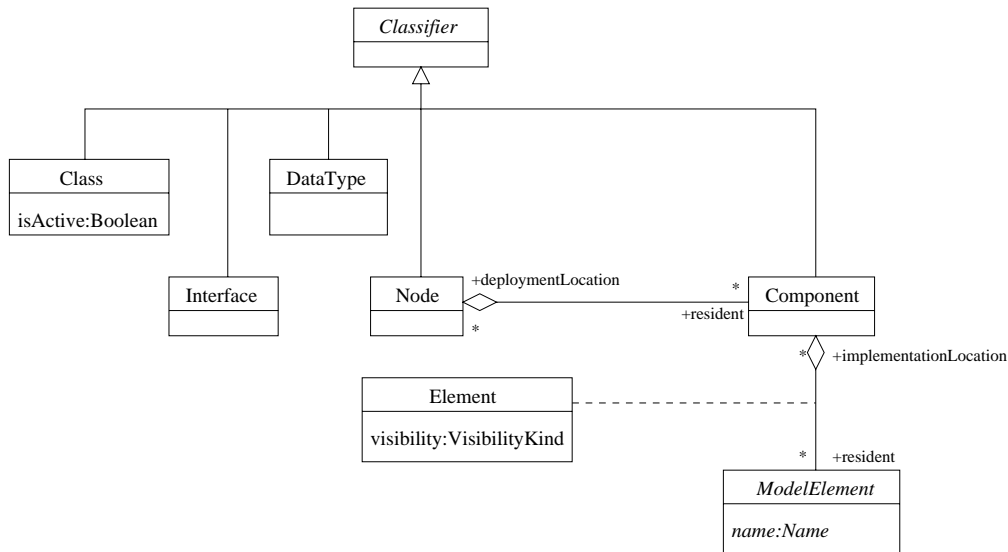 Classifier
Class
isActive:Boolean
DataType
Interface
Node
+deploymentLocation
*
*
+resident
Component
*
+implementationLocation
Element
visibility:VisibilityKind
*
+resident
ModelElement
name:Name